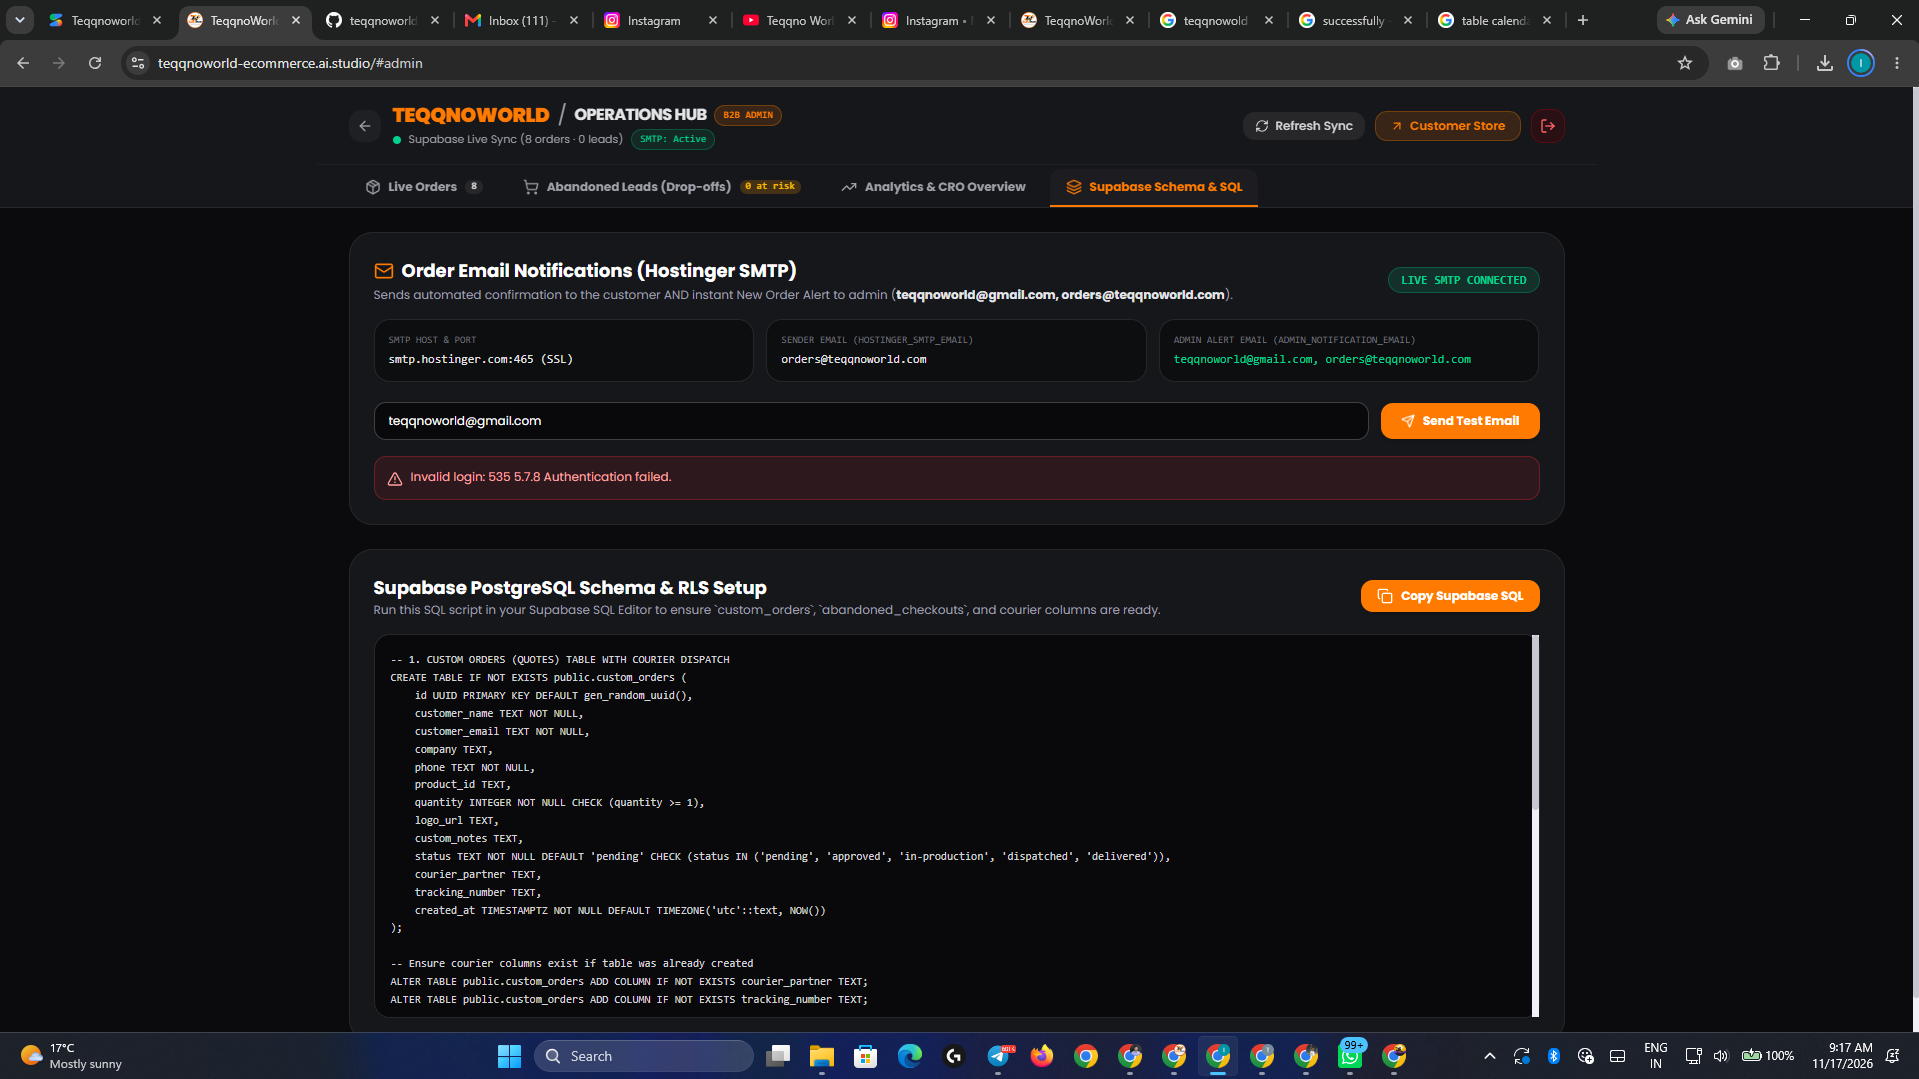 Teqqnoworld
TeqqnoWorl
teqqnoworld
Inbox (111) -
Instagram
Teqqno Worl
Instagram •
TeqqnoWorl
teqqnowold
successfully -
table calenda
Ask Gemini
teqqnoworld-ecommerce.ai.studio/#admin
TEQQNOWORLD / OPERATIONS HUB B2B ADMIN
Supabase Live Sync (8 orders · 0 leads) SMTP: Active
Refresh Sync
Customer Store
Live Orders 8
Abandoned Leads (Drop-offs) 0 at risk
Analytics & CRO Overview
Supabase Schema & SQL
Order Email Notifications (Hostinger SMTP)
Sends automated confirmation to the customer AND instant New Order Alert to admin (teqqnoworld@gmail.com, orders@teqqnoworld.com).
LIVE SMTP CONNECTED
SMTP HOST & PORT
smtp.hostinger.com:465 (SSL)
SENDER EMAIL (HOSTINGER_SMTP_EMAIL)
orders@teqqnoworld.com
ADMIN ALERT EMAIL (ADMIN_NOTIFICATION_EMAIL)
teqqnoworld@gmail.com, orders@teqqnoworld.com
teqqnoworld@gmail.com
Send Test Email
Invalid login: 535 5.7.8 Authentication failed.
Supabase PostgreSQL Schema & RLS Setup
Run this SQL script in your Supabase SQL Editor to ensure `custom_orders`, `abandoned_checkouts`, and courier columns are ready.
Copy Supabase SQL
-- 1. CUSTOM ORDERS (QUOTES) TABLE WITH COURIER DISPATCH
CREATE TABLE IF NOT EXISTS public.custom_orders (
id UUID PRIMARY KEY DEFAULT gen_random_uuid(),
customer_name TEXT NOT NULL,
customer_email TEXT NOT NULL,
company TEXT,
phone TEXT NOT NULL,
product_id TEXT,
quantity INTEGER NOT NULL CHECK (quantity >= 1),
logo_url TEXT,
custom_notes TEXT,
status TEXT NOT NULL DEFAULT 'pending' CHECK (status IN ('pending', 'approved', 'in-production', 'dispatched', 'delivered')),
courier_partner TEXT,
tracking_number TEXT,
created_at TIMESTAMPTZ NOT NULL DEFAULT TIMEZONE('utc'::text, NOW())
);
-- Ensure courier columns exist if table was already created
ALTER TABLE public.custom_orders ADD COLUMN IF NOT EXISTS courier_partner TEXT;
ALTER TABLE public.custom_orders ADD COLUMN IF NOT EXISTS tracking_number TEXT;
17°C
Mostly sunny
Search
99+
ENG
IN
100%
9:17 AM
11/17/2026